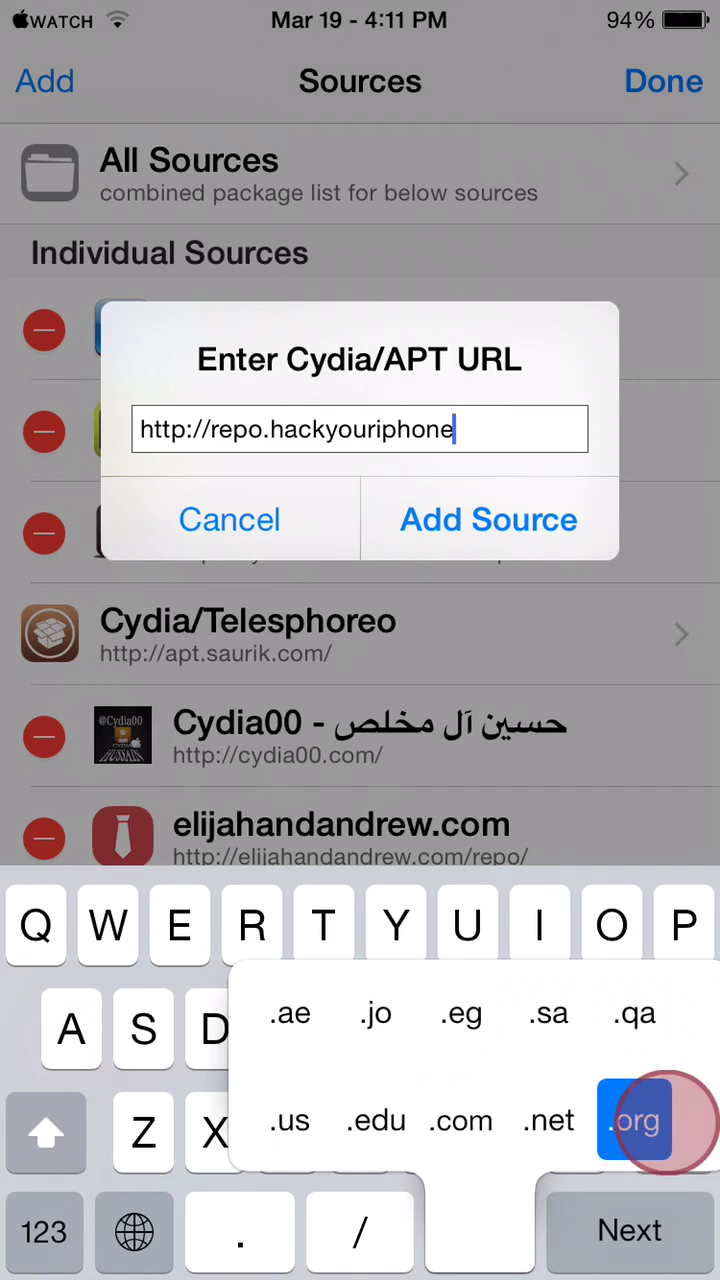 WATCH
Mar 19 - 4:11 PM
94%
Add
Sources
Done
All Sources
combined package list for below sources
Individual Sources
Enter Cydia/APT URL
http://repo.hackyouriphone
Cancel
Add Source
Cydia/Telesphoreo
http://apt.saurik.com/
@Cydia00
HUSSAIN
Cydia00 - حسين آل مخلص
http://cydia00.com/
elijahandandrew.com
http://elijahandandrew.com/repo/
Q W E R T Y U I O P
A S D
.ae .jo .eg .sa .qa
Z X
.us .edu .com .net .org
123 . / Next